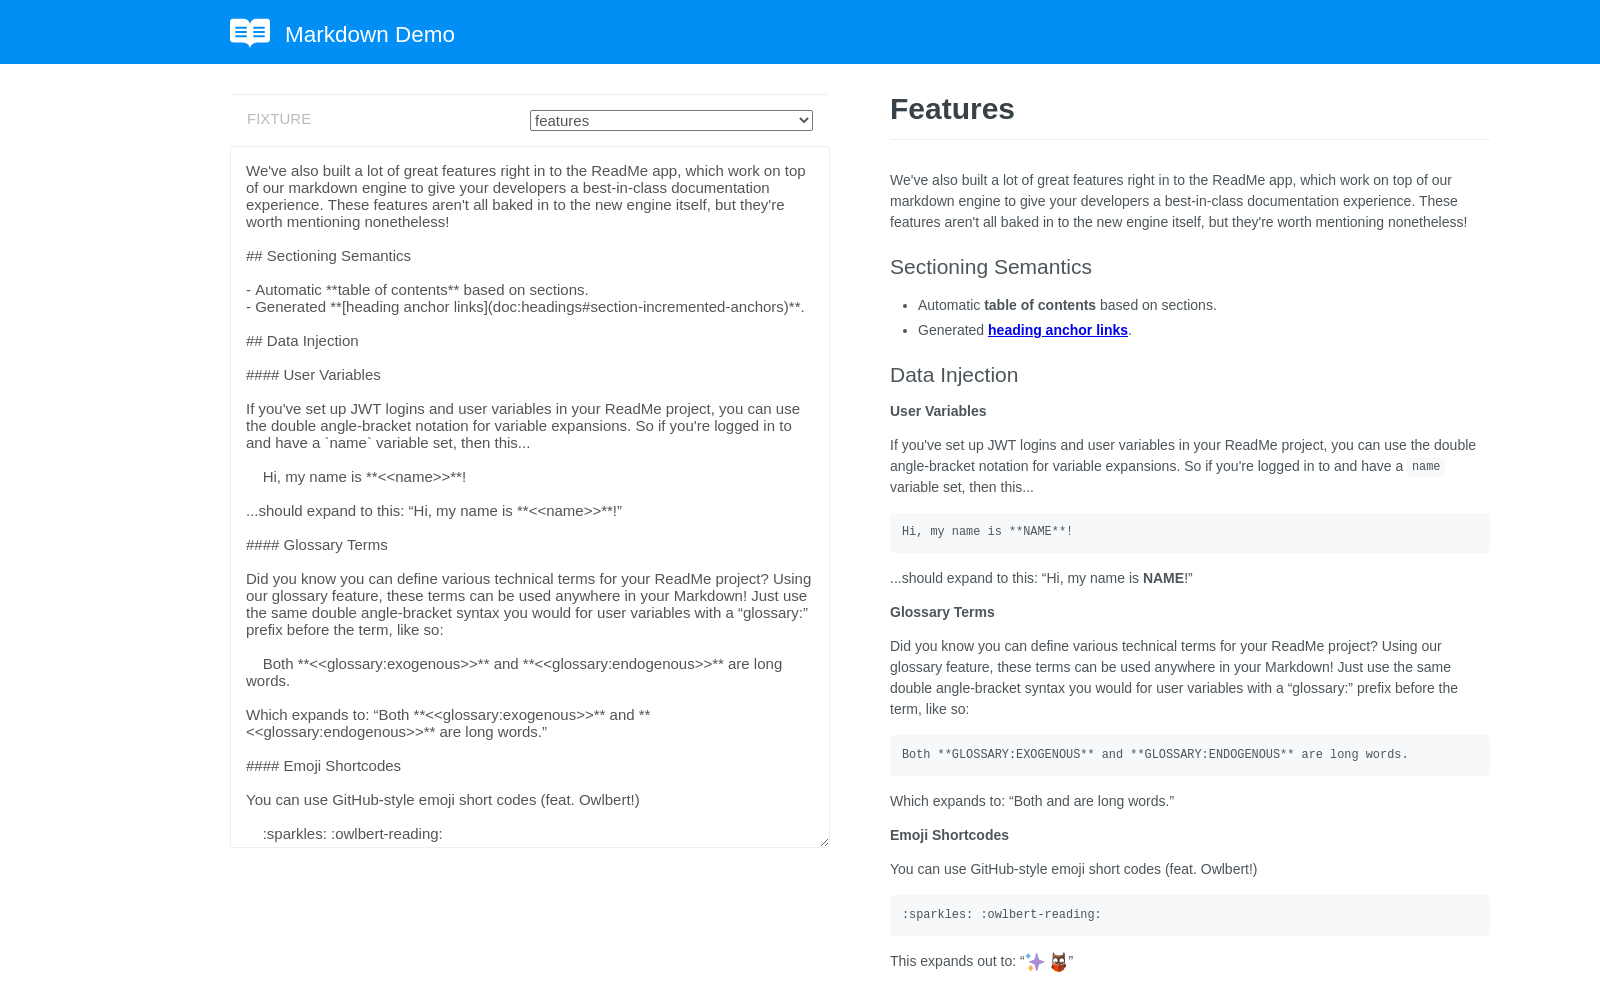 Markdown Demo
FIXTURE
features
We've also built a lot of great features right in to the ReadMe app, which work on top
of our markdown engine to give your developers a best-in-class documentation
experience. These features aren't all baked in to the new engine itself, but they're
worth mentioning nonetheless!
## Sectioning Semantics
- Automatic **table of contents** based on sections.
- Generated **[heading anchor links](doc:headings#section-incremented-anchors)**.
## Data Injection
#### User Variables
If you've set up JWT logins and user variables in your ReadMe project, you can use
the double angle-bracket notation for variable expansions. So if you're logged in to
and have a `name` variable set, then this...
Hi, my name is **<<name>>**!
...should expand to this: “Hi, my name is **<<name>>**!”
#### Glossary Terms
Did you know you can define various technical terms for your ReadMe project? Using
our glossary feature, these terms can be used anywhere in your Markdown! Just use
the same double angle-bracket syntax you would for user variables with a “glossary:”
prefix before the term, like so:
Both **<<glossary:exogenous>>** and **<<glossary:endogenous>>** are long
words.
Which expands to: “Both **<<glossary:exogenous>>** and **
<<glossary:endogenous>>** are long words.”
#### Emoji Shortcodes
You can use GitHub-style emoji short codes (feat. Owlbert!)
:sparkles: :owlbert-reading:
Features
We've also built a lot of great features right in to the ReadMe app, which work on top of our
markdown engine to give your developers a best-in-class documentation experience. These
features aren't all baked in to the new engine itself, but they're worth mentioning nonetheless!
Sectioning Semantics
• Automatic table of contents based on sections.
• Generated heading anchor links.
Data Injection
User Variables
If you've set up JWT logins and user variables in your ReadMe project, you can use the double
angle-bracket notation for variable expansions. So if you're logged in to and have a name
variable set, then this...
Hi, my name is **NAME**!
...should expand to this: “Hi, my name is NAME!”
Glossary Terms
Did you know you can define various technical terms for your ReadMe project? Using our
glossary feature, these terms can be used anywhere in your Markdown! Just use the same
double angle-bracket syntax you would for user variables with a “glossary:” prefix before the
term, like so:
Both **GLOSSARY:EXOGENOUS** and **GLOSSARY:ENDOGENOUS** are long words.
Which expands to: “Both and are long words.”
Emoji Shortcodes
You can use GitHub-style emoji short codes (feat. Owlbert!)
:sparkles: :owlbert-reading:
This expands out to: “✨ ”